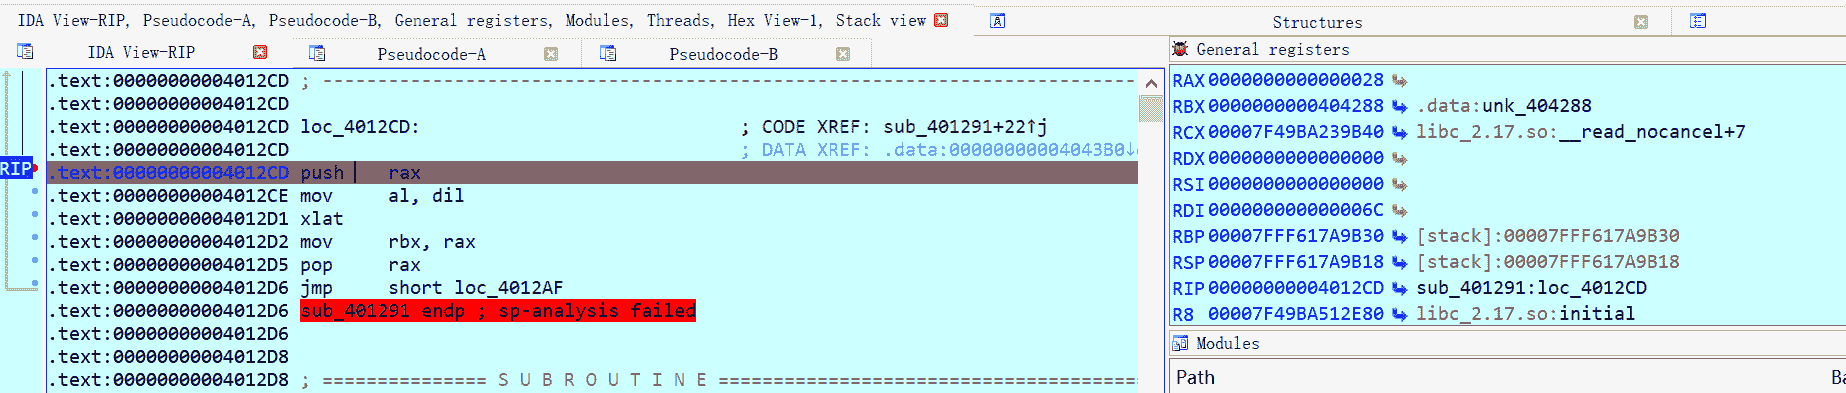 IDA View-RIP, Pseudocode-A, Pseudocode-B, General registers, Modules, Threads, Hex View-1, Stack view
Structures
IDA View-RIP
Pseudocode-A
Pseudocode-B
General registers
.text:00000000004012CD ; ---------------------------------------------------------------------------
.text:00000000004012CD
.text:00000000004012CD loc_4012CD: ; CODE XREF: sub_401291+22↑j
.text:00000000004012CD ; DATA XREF: .data:00000000004043B0↓
RIP .text:00000000004012CD push rax
.text:00000000004012CE mov al, dil
.text:00000000004012D1 xlat
.text:00000000004012D2 mov rbx, rax
.text:00000000004012D5 pop rax
.text:00000000004012D6 jmp short loc_4012AF
.text:00000000004012D6 sub_401291 endp ; sp-analysis failed
.text:00000000004012D6
.text:00000000004012D8
.text:00000000004012D8 ; =============== S U B R O U T I N E =======================================
RAX 0000000000000028
RBX 0000000000404288 .data:unk_404288
RCX 00007F49BA239B40 libc_2.17.so:__read_nocancel+7
RDX 0000000000000000
RSI 0000000000000000
RDI 000000000000006C
RBP 00007FFF617A9B30 [stack]:00007FFF617A9B30
RSP 00007FFF617A9B18 [stack]:00007FFF617A9B18
RIP 00000000004012CD sub_401291:loc_4012CD
R8 00007F49BA512E80 libc_2.17.so:initial
Modules
Path
Ba